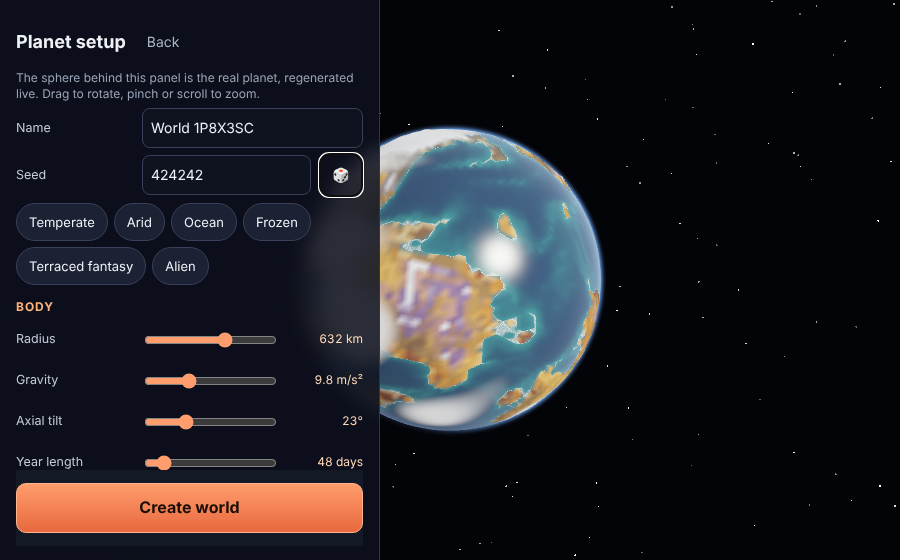 Planet setup Back
The sphere behind this panel is the real planet, regenerated
live. Drag to rotate, pinch or scroll to zoom.
Name World 1P8X3SC
Seed 424242
Temperate Arid Ocean Frozen
Terraced fantasy Alien
BODY
Radius 632 km
Gravity 9.8 m/s²
Axial tilt 23°
Year length 48 days
Create world